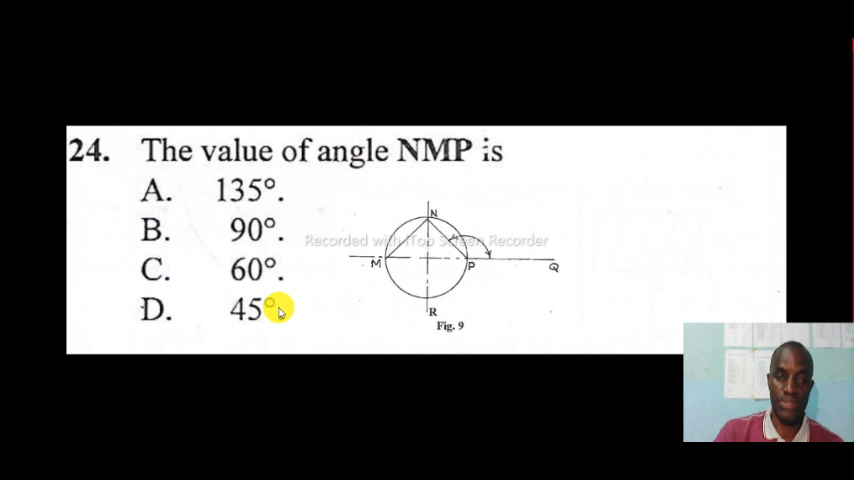 24. The value of angle NMP is
A. 135°.
B. 90°.
C. 60°.
D. 45°.
N
Recorded with iTop Screen Recorder
M
P
Q
R
Fig. 9